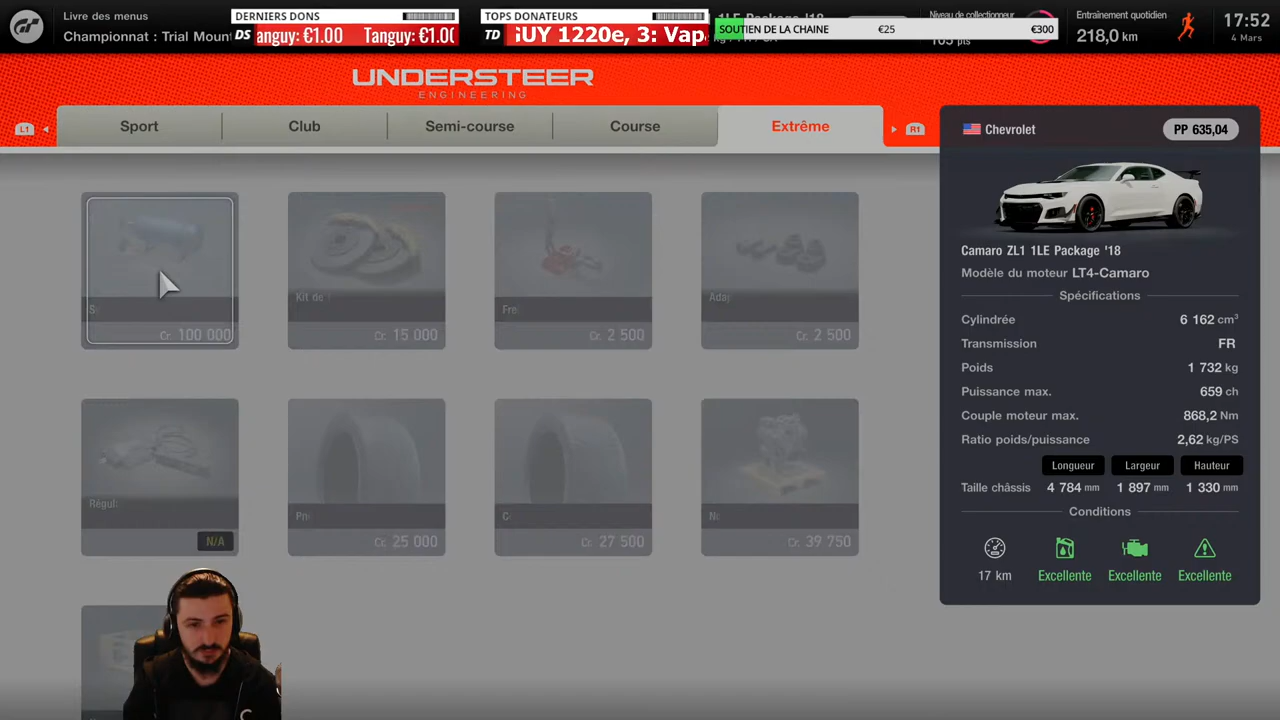 Livre des menus
Championnat : Trial Mount
DERNIERS DONS
DS anguy: €1.00 Tanguy: €1.00
TOPS DONATEURS
TD GUY 1220e, 3: Vap
SOUTIEN DE LA CHAINE €25 €300
Niveau de collectionneur
Entraînement quotidien
218,0 km
17:52
4 Mars
UNDERSTEER
ENGINEERING
L1 Sport Club Semi-course Course Extrême R1
Cr. 100 000
Kit de
Cr. 15 000
Fre
Cr. 2 500
Adap
Cr. 2 500
Régul
N/A
Cr. 25 000
Cr. 27 500
Cr. 39 750
Chevrolet PP 635,04
Camaro ZL1 1LE Package '18
Modèle du moteur LT4-Camaro
Spécifications
Cylindrée 6 162 cm³
Transmission FR
Poids 1 732 kg
Puissance max. 659 ch
Couple moteur max. 868,2 Nm
Ratio poids/puissance 2,62 kg/PS
Longueur Largeur Hauteur
Taille châssis 4 784 mm 1 897 mm 1 330 mm
Conditions
17 km Excellente Excellente Excellente